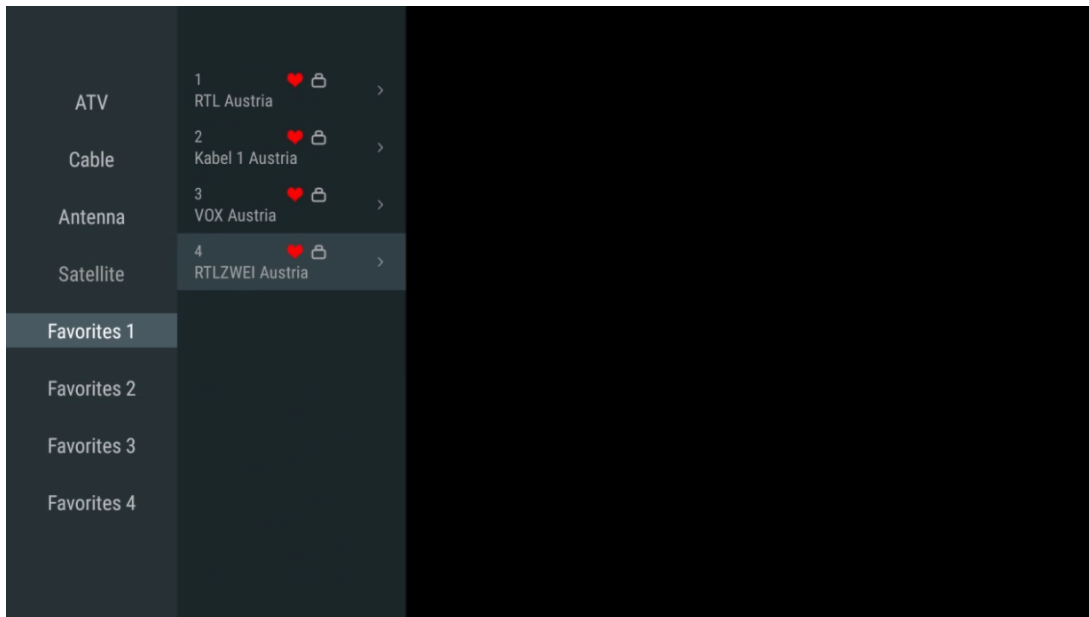 ATV
Cable
Antenna
Satellite
Favorites 1
Favorites 2
Favorites 3
Favorites 4
1
RTL Austria
2
Kabel 1 Austria
3
VOX Austria
4
RTLZWEI Austria